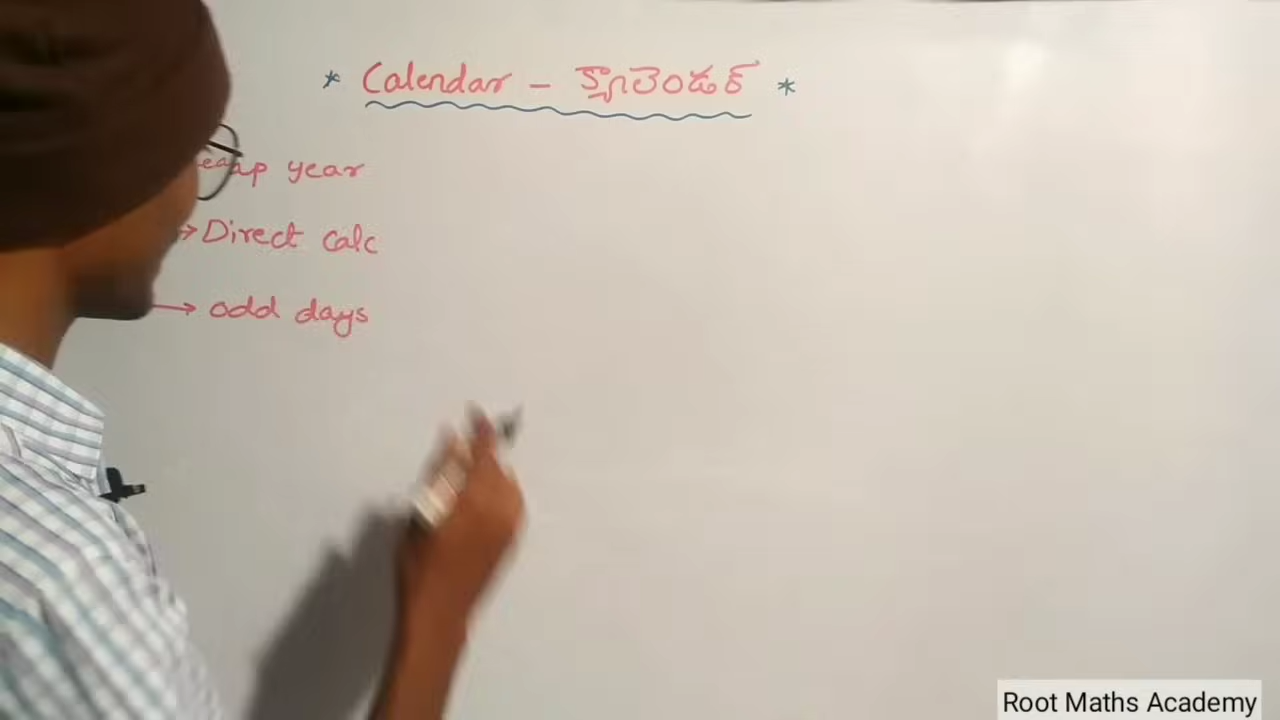 * Calendar - క్యాలెండర్ *
year
→ Direct Calc
→ odd days
Root Maths Academy